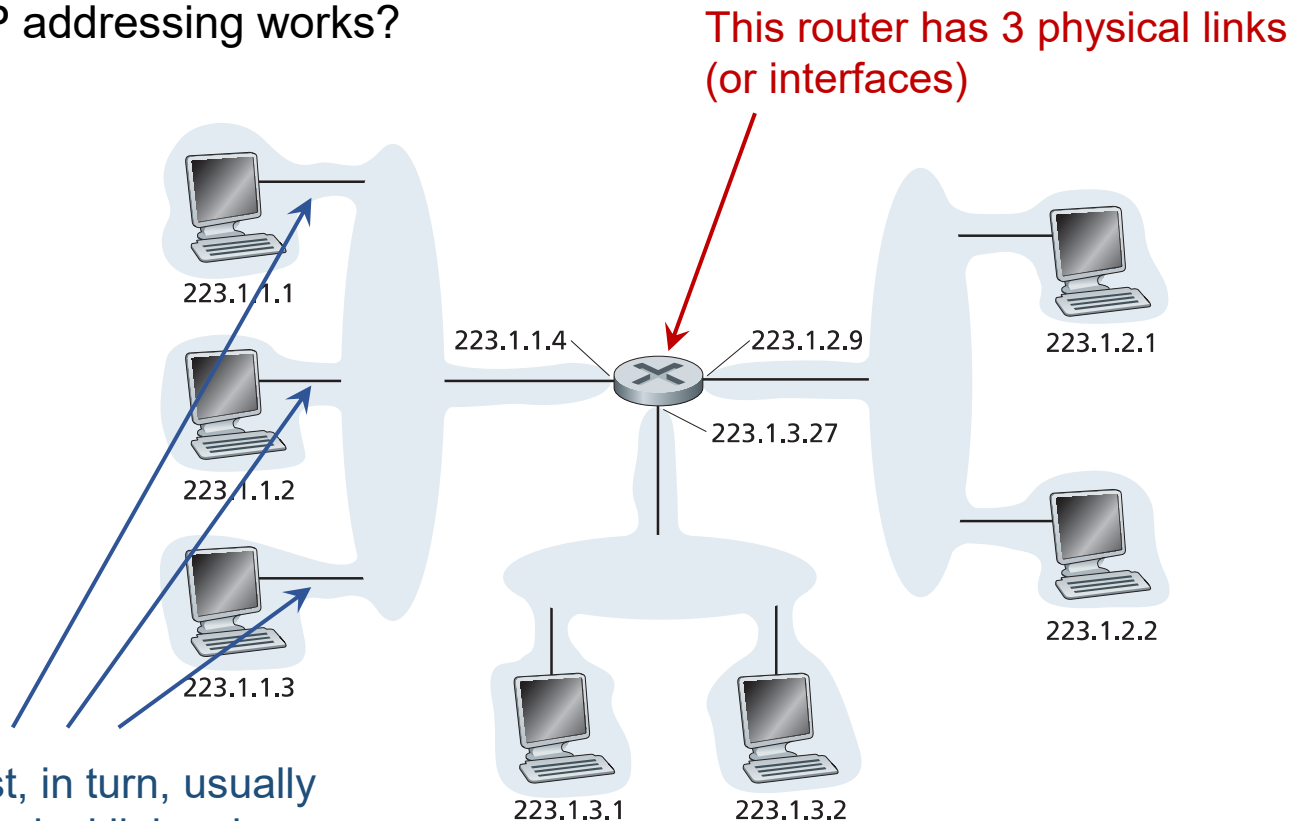 addressing works?
This router has 3 physical links
(or interfaces)
223.1.1.1
223.1.1.4
223.1.2.9
223.1.2.1
223.1.3.27
223.1.1.2
223.1.2.2
223.1.1.3
in turn, usually
223.1.3.1
223.1.3.2